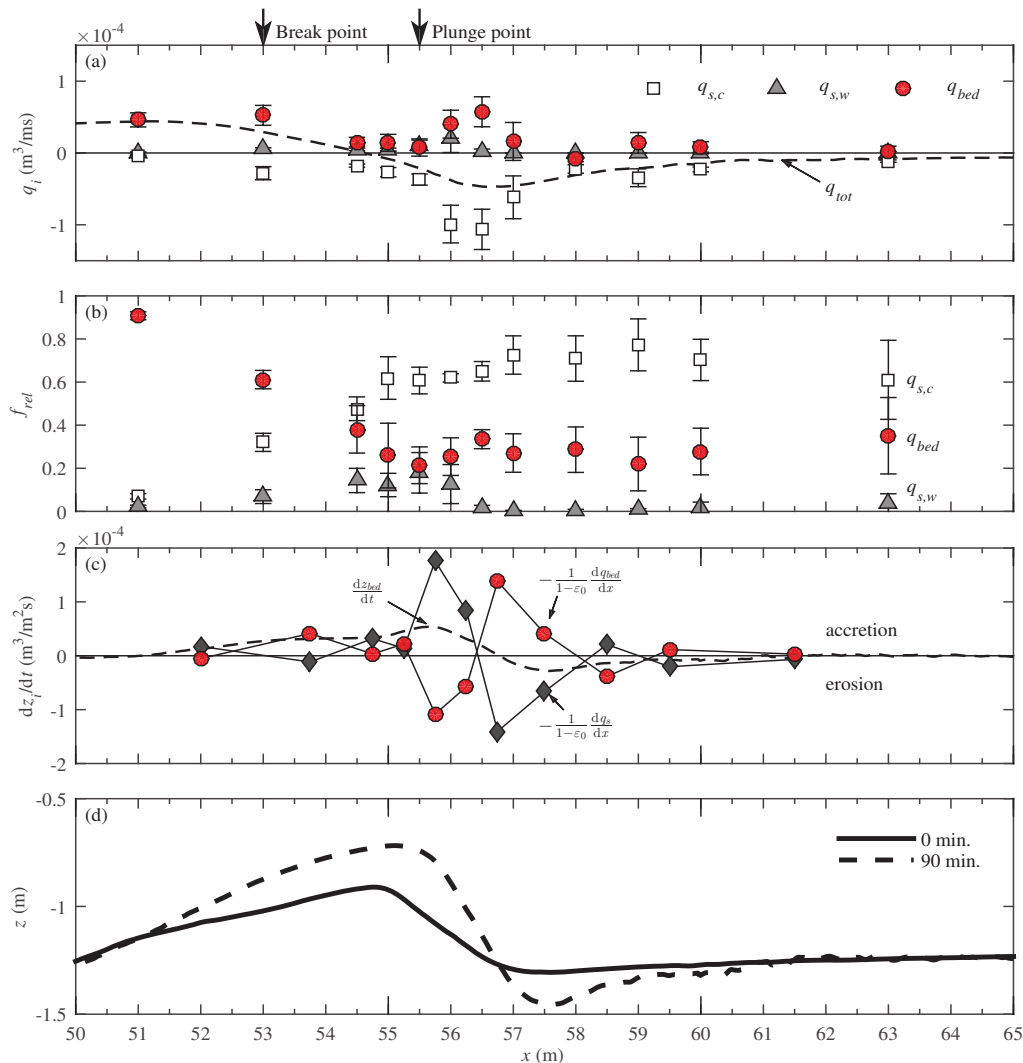 ×10⁻⁴
Break point
Plunge point
(a)
q_{s,c}
q_{s,w}
q_{bed}
1
0
-1
q_i (m³/ms)
q_{tot}
(b)
1
0.8
0.6
0.4
0.2
0
f_{rel}
q_{s,c}
q_{bed}
q_{s,w}
×10⁻⁴
(c)
2
1
0
-1
-2
dz_i/dt (m³/m²s)
dz_{bed}/dt
−1/(1−ε₀) dq_{bed}/dx
accretion
erosion
−1/(1−ε₀) dq_s/dx
(d)
-0.5
-1
-1.5
z (m)
0 min.
90 min.
50 51 52 53 54 55 56 57 58 59 60 61 62 63 64 65
x (m)